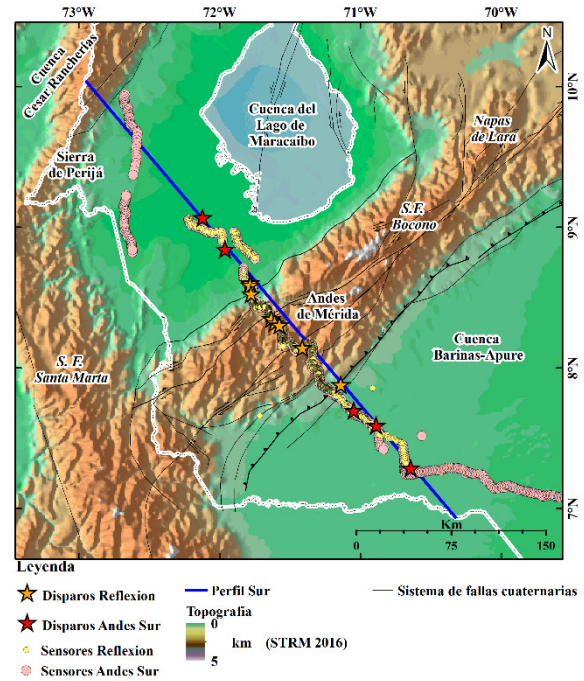 73°W
72°W
71°W
70°W
Cuenca
Cesar Rancherías
N
10°N
Cuenca del
Lago de
Maracaibo
Napas
de Lara
Sierra
de Perijá
S.F.
Bocono
9°N
Andes
de Mérida
Cuenca
Barinas-Apure
8°N
S. F.
Santa Marta
7°N
Km
0
75
150
Leyenda
Disparos Reflexion
Perfil Sur
Sistema de fallas cuaternarias
Disparos Andes Sur
Topografia
Sensores Reflexion
0
km (STRM 2016)
5
Sensores Andes Sur